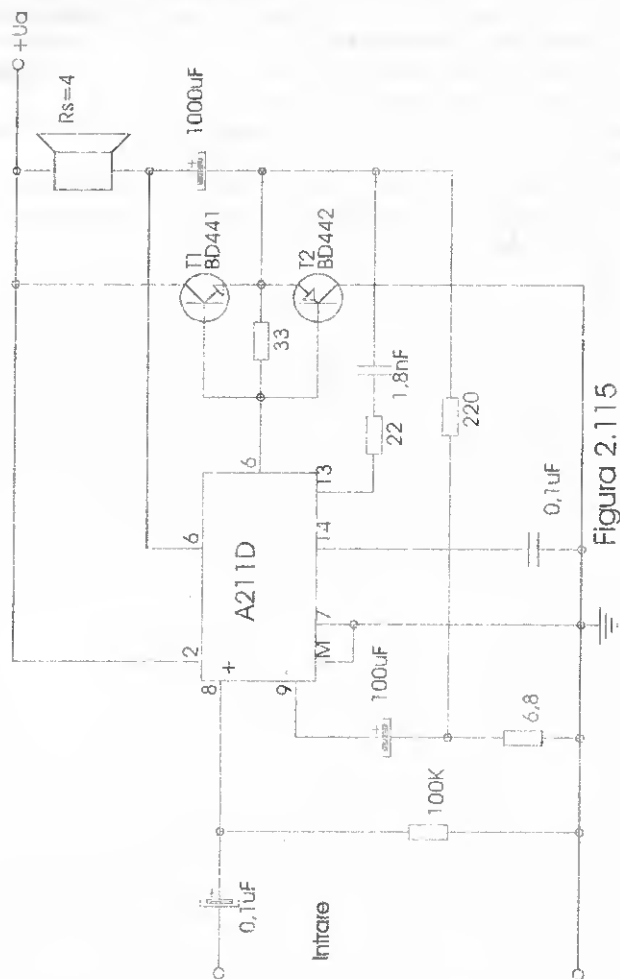 +Ua
Rs=4
1000uF
T1
BD441
T2
BD442
33
1,8nF
22
220
6
6
13
14
A211D
2
8
+
9
M
7
0,1uF
100uF
6,8
100K
0,1uF
Intrare
Figura 2.115